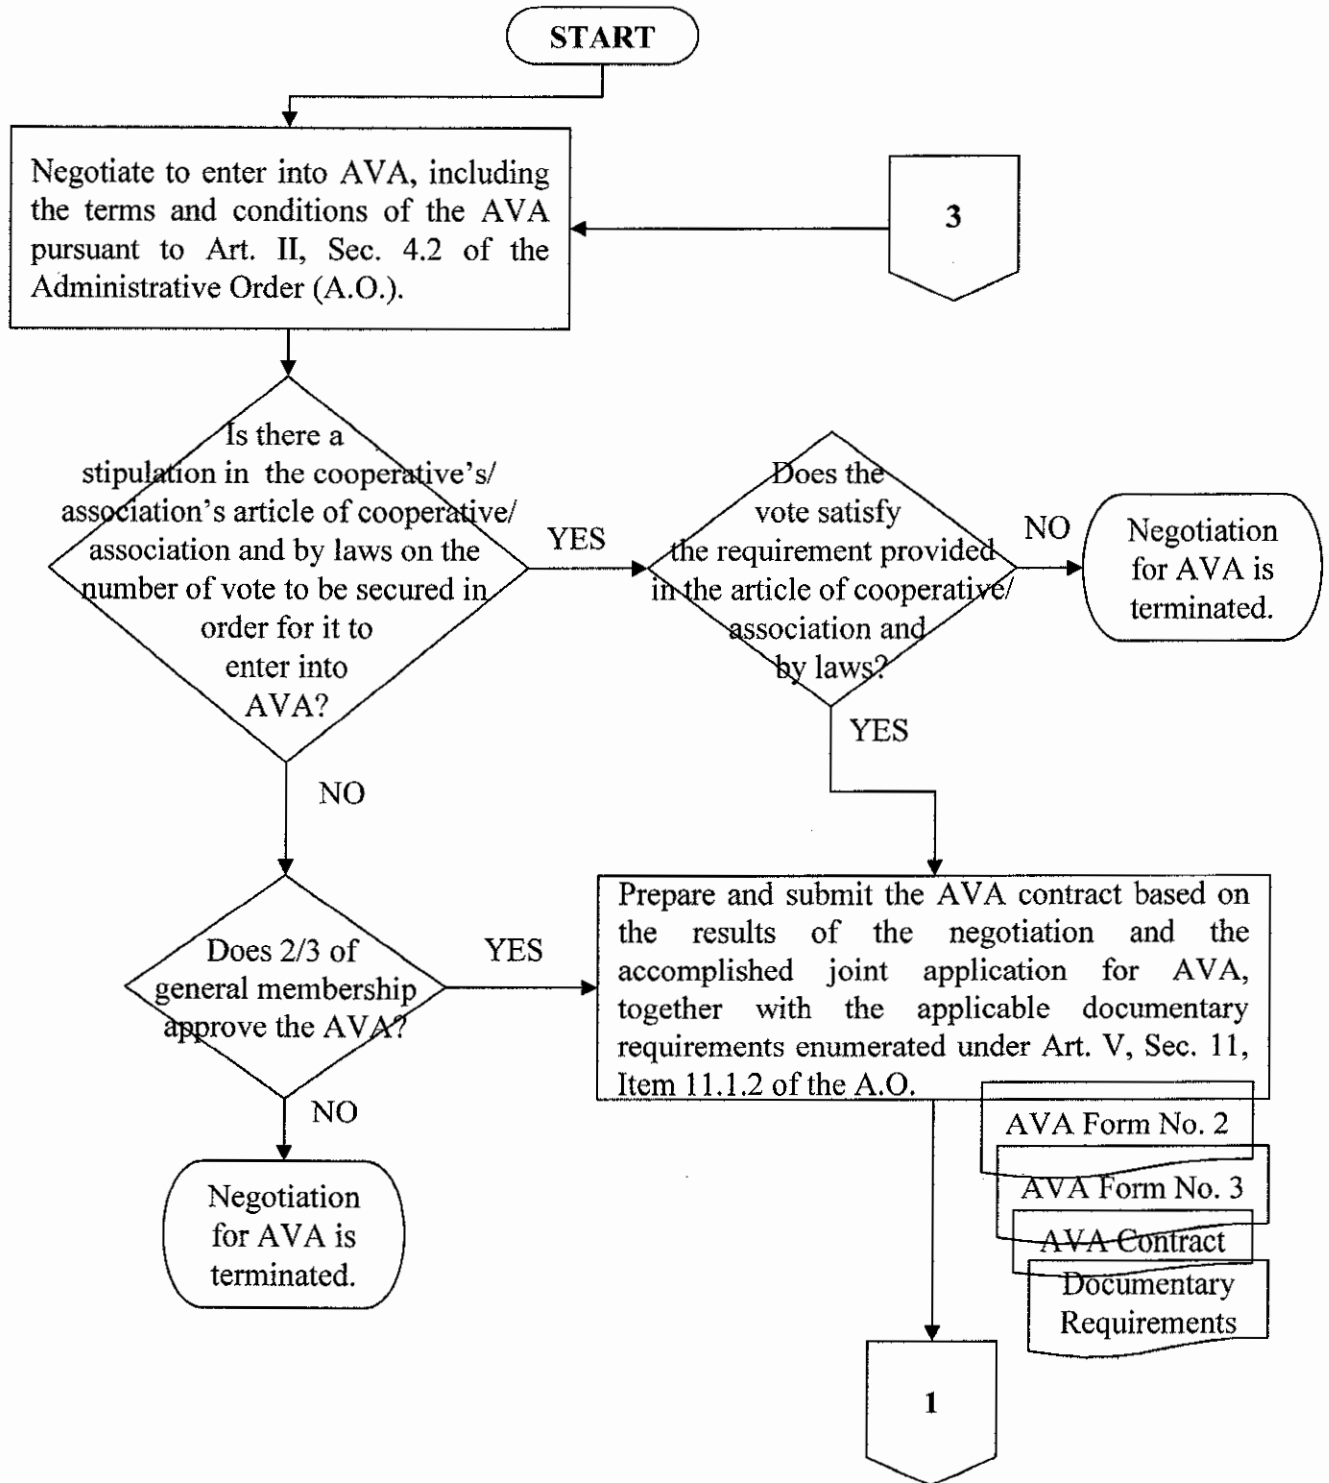 START
Negotiate to enter into AVA, including
the terms and conditions of the AVA
pursuant to Art. II, Sec. 4.2 of the
Administrative Order (A.O.).
3
Is there a
stipulation in the cooperative's/
association's article of cooperative/
association and by laws on the
number of vote to be secured in
order for it to
enter into
AVA?
YES
Does the
vote satisfy
the requirement provided
in the article of cooperative/
association and
by laws?
NO
Negotiation
for AVA is
terminated.
YES
NO
Does 2/3 of
general membership
approve the AVA?
YES
Prepare and submit the AVA contract based on
the results of the negotiation and the
accomplished joint application for AVA,
together with the applicable documentary
requirements enumerated under Art. V, Sec. 11,
Item 11.1.2 of the A.O.
AVA Form No. 2
AVA Form No. 3
AVA Contract
Documentary
Requirements
NO
Negotiation
for AVA is
terminated.
1